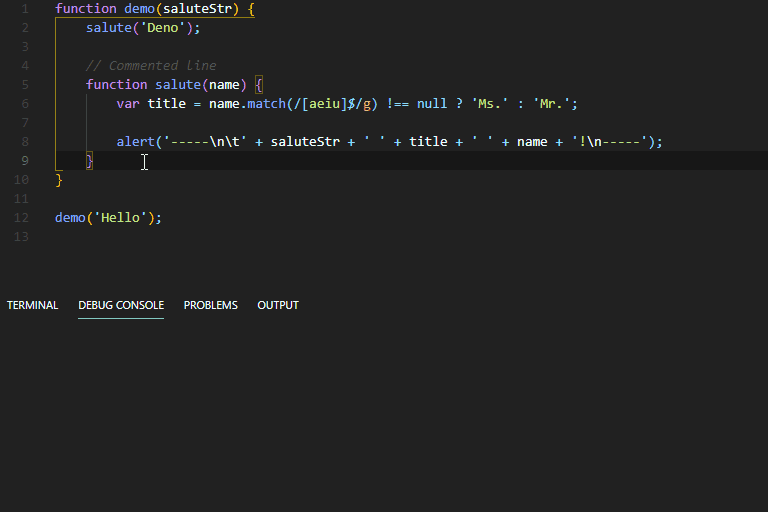 1 function demo(saluteStr) {
2 salute('Deno');
3
4 // Commented line
5 function salute(name) {
6 var title = name.match(/[aeiu]$/g) !== null ? 'Ms.' : 'Mr.';
7
8 alert('-----\n\t' + saluteStr + ' ' + title + ' ' + name + '!\n-----');
9 }
10 }
11
12 demo('Hello');
13
TERMINAL DEBUG CONSOLE PROBLEMS OUTPUT